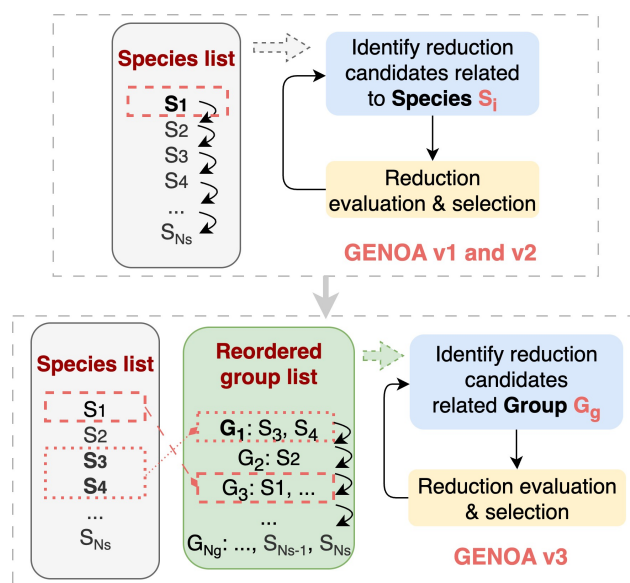 Species list
S1
S2
S3
S4
...
SNs
Identify reduction
candidates related
to Species Si
Reduction
evaluation & selection
GENOA v1 and v2
Species list
S1
S2
S3
S4
...
SNs
Reordered
group list
G1: S3, S4
G2: S2
G3: S1, ...
...
GNg: ..., SNs-1, SNs
Identify reduction
candidates
related Group Gg
Reduction evaluation
& selection
GENOA v3